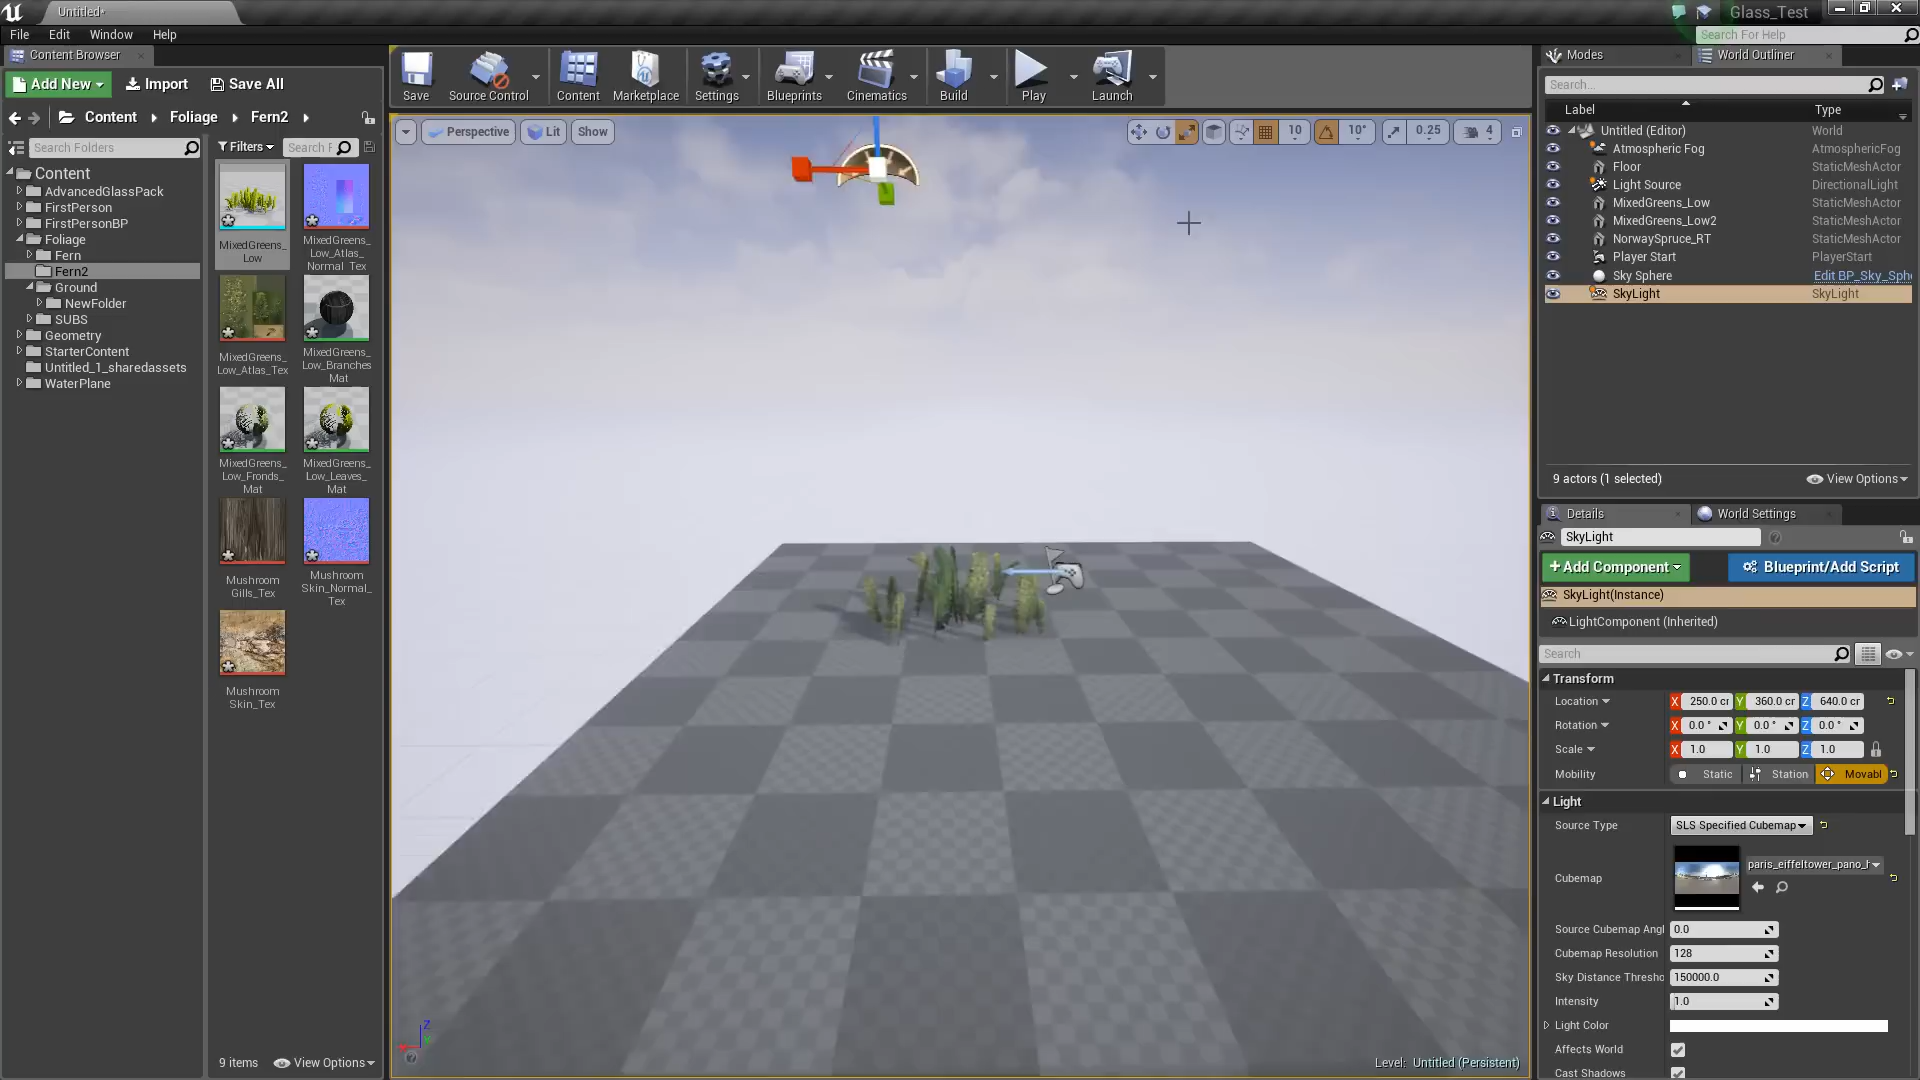 Untitled*
Glass_Test
File Edit Window Help
Search For Help
Content Browser
Add New
Import
Save All
Content
Foliage
Fern2
Search Folders
Filters
Search F
Content
AdvancedGlassPack
FirstPerson
FirstPersonBP
Foliage
Fern
Fern2
Ground
NewFolder
SUBS
Geometry
StarterContent
Untitled_1_sharedassets
WaterPlane
MixedGreens_
Low
MixedGreens_
Low_Atlas_
Normal_Tex
MixedGreens_
Low_Atlas_Tex
MixedGreens_
Low_Branches
Mat
MixedGreens_
Low_Fronds_
Mat
MixedGreens_
Low_Leaves_
Mat
Mushroom
Gills_Tex
Mushroom
Skin_Normal_
Tex
Mushroom
Skin_Tex
9 items
View Options
Save
Source Control
Content
Marketplace
Settings
Blueprints
Cinematics
Build
Play
Launch
Perspective
Lit
Show
10
10°
0.25
4
Z
Level: Untitled (Persistent)
Modes
World Outliner
Search...
Label
Type
Untitled (Editor) World
Atmospheric Fog AtmosphericFog
Floor StaticMeshActor
Light Source DirectionalLight
MixedGreens_Low StaticMeshActor
MixedGreens_Low2 StaticMeshActor
NorwaySpruce_RT StaticMeshActor
Player Start PlayerStart
Sky Sphere Edit BP_Sky_Sph
SkyLight SkyLight
9 actors (1 selected)
View Options
Details
World Settings
SkyLight
+Add Component
Blueprint/Add Script
SkyLight(Instance)
LightComponent (Inherited)
Search
Transform
Location X 250.0 cr Y 360.0 cr Z 640.0 cr
Rotation X 0.0 ° Y 0.0 ° Z 0.0 °
Scale X 1.0 Y 1.0 Z 1.0
Mobility Static Station Movabl
Light
Source Type SLS Specified Cubemap
Cubemap paris_eiffeltower_pano_
Source Cubemap Angl 0.0
Cubemap Resolution 128
Sky Distance Thresho 150000.0
Intensity 1.0
Light Color
Affects World
Cast Shadows